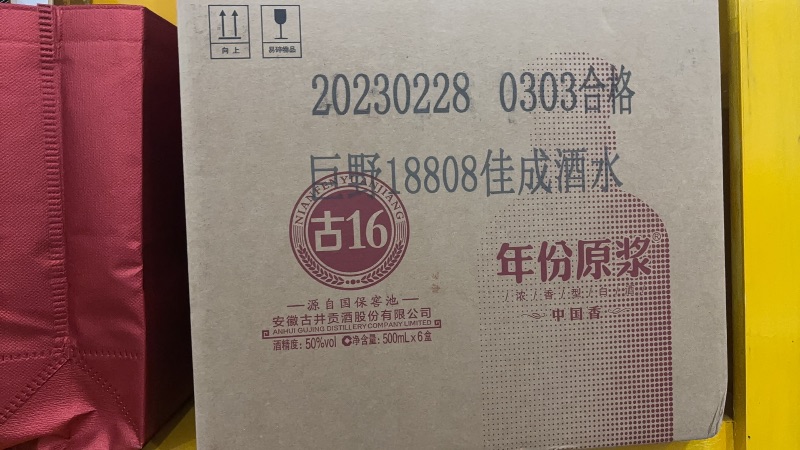 向上
易碎物品
20230228 0303合格
巨野18808佳成酒水
NIANFENYUANJIANG
古16
年份原浆®
浓/香/型/白/酒
中国香
源自国保窖池
安徽古井贡酒股份有限公司
ANHUI GUJING DISTILLERY COMPANY LIMITED
酒精度：50%vol 净含量：500mL x 6盒